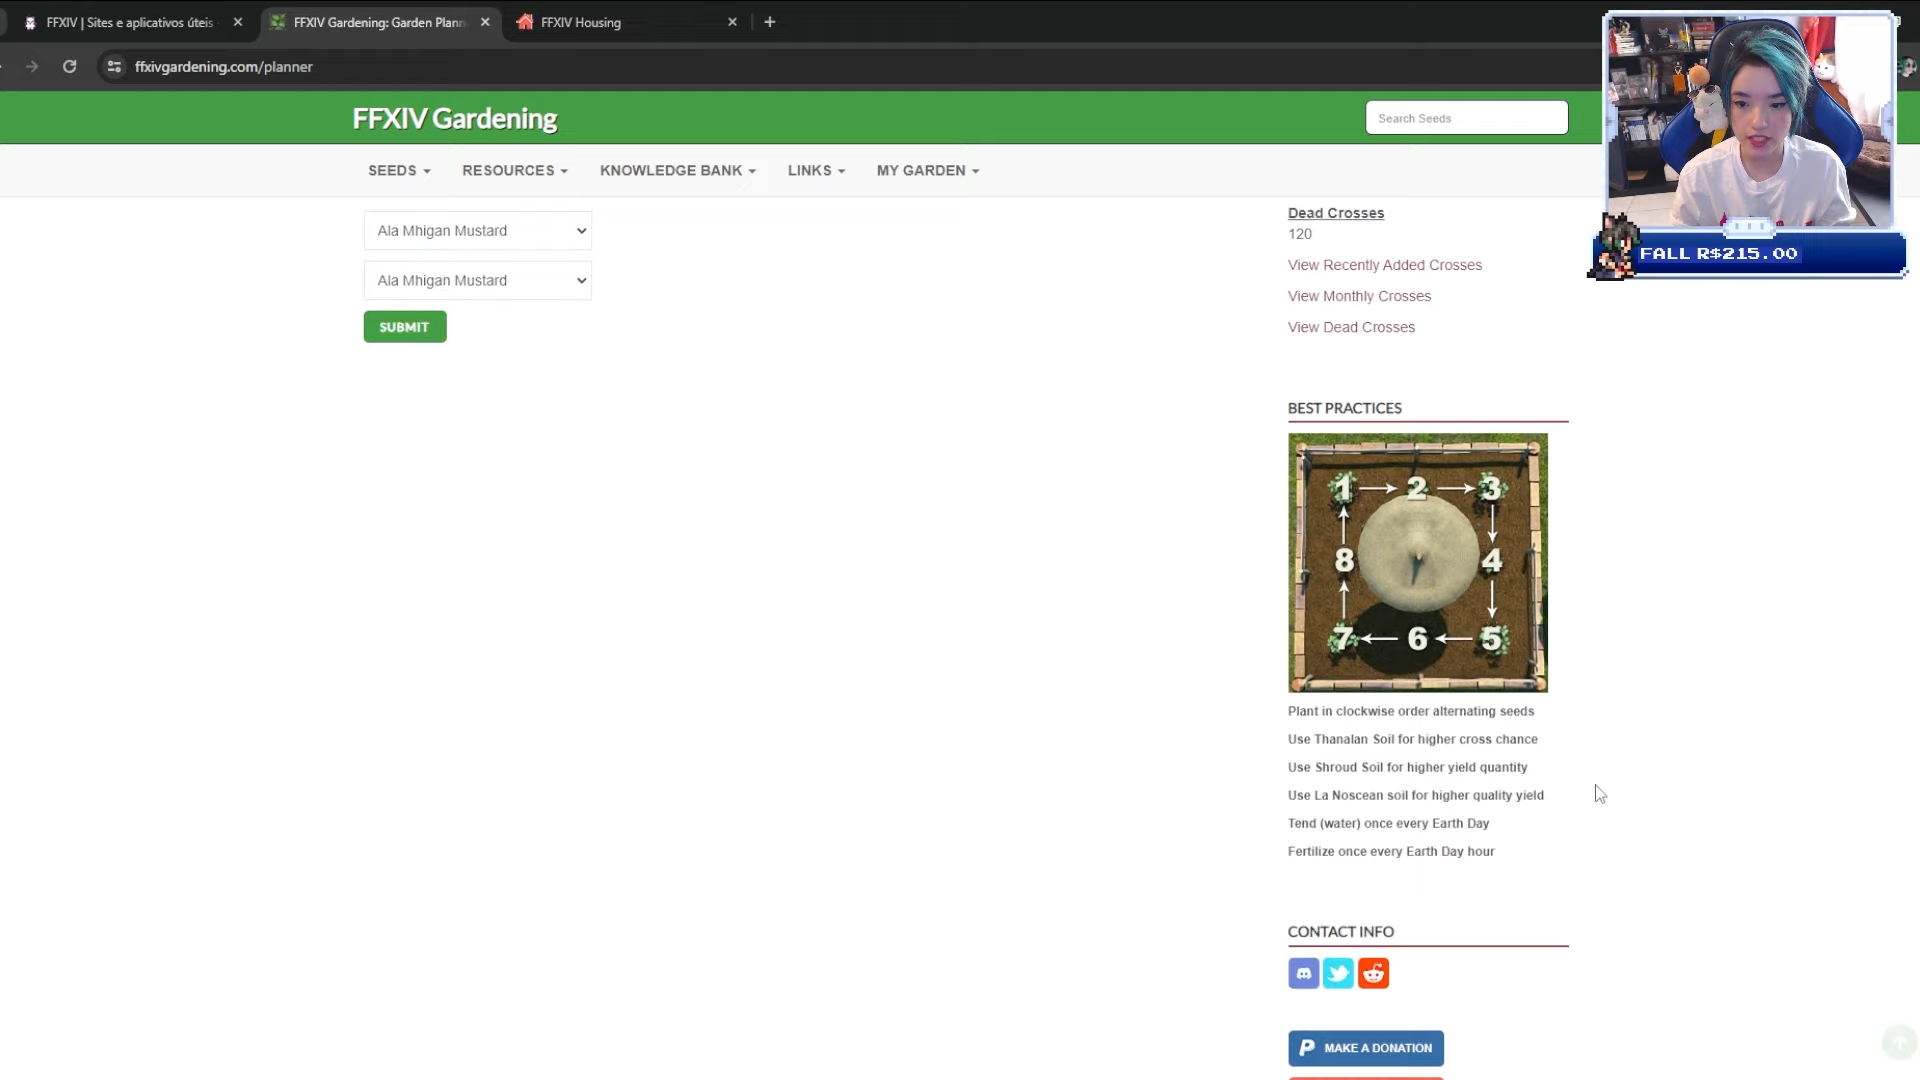 FFXIV | Sites e aplicativos úteis
FFXIV Gardening: Garden Plann
FFXIV Housing
ffxivgardening.com/planner
FFXIV Gardening
Search Seeds
SEEDS
RESOURCES
KNOWLEDGE BANK
LINKS
MY GARDEN
FALL R$215.00
Ala Mhigan Mustard
Ala Mhigan Mustard
SUBMIT
Dead Crosses
120
View Recently Added Crosses
View Monthly Crosses
View Dead Crosses
BEST PRACTICES
1 2 3
8 4
7 6 5
Plant in clockwise order alternating seeds
Use Thanalan Soil for higher cross chance
Use Shroud Soil for higher yield quantity
Use La Noscean soil for higher quality yield
Tend (water) once every Earth Day
Fertilize once every Earth Day hour
CONTACT INFO
MAKE A DONATION